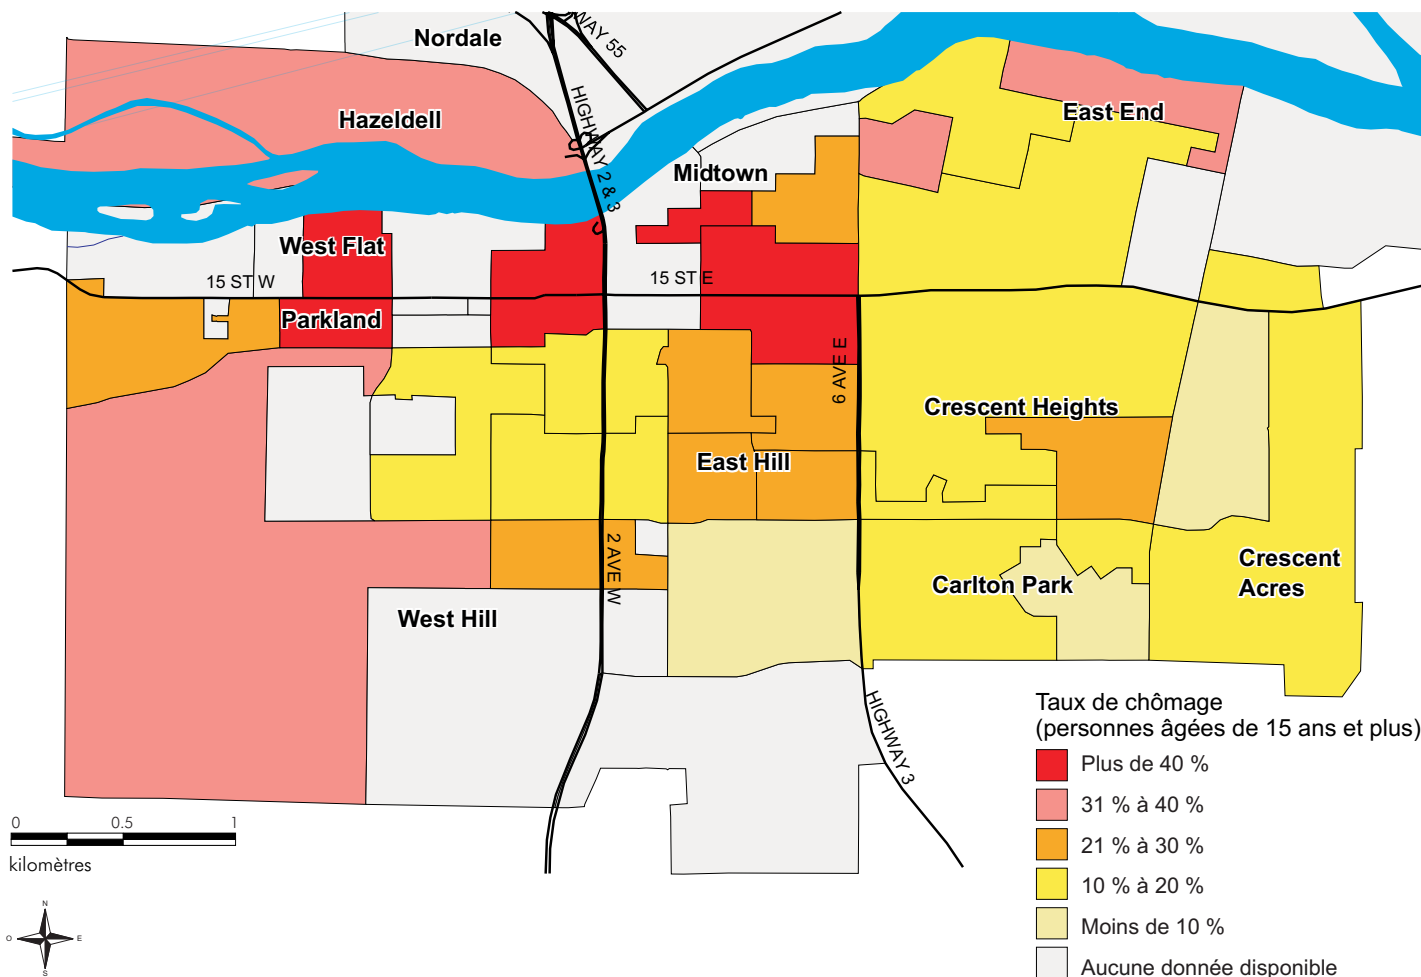 Nordale
WAY 55
HIGHWAY 2 & 3
Hazeldell
East End
Midtown
West Flat
15 ST W
15 ST E
Parkland
6 AVE E
Crescent Heights
East Hill
2 AVE W
West Hill
Carlton Park
Crescent
Acres
HIGHWAY 3
Taux de chômage
(personnes âgées de 15 ans et plus)
Plus de 40 %
31 % à 40 %
21 % à 30 %
10 % à 20 %
Moins de 10 %
Aucune donnée disponible
0 0.5 1
kilomètres
N
O E
S